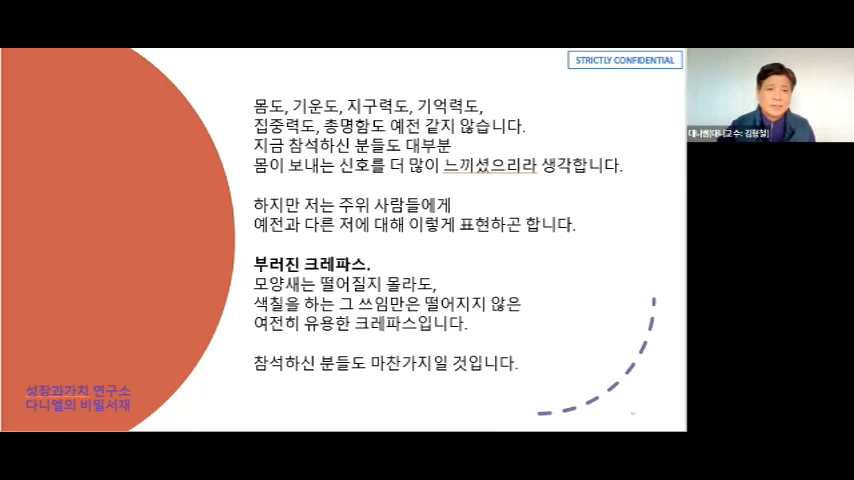 STRICTLY CONFIDENTIAL
몸도, 기운도, 지구력도, 기억력도,
집중력도, 총명함도 예전 같지 않습니다.
지금 참석하신 분들도 대부분
몸이 보내는 신호를 더 많이 느끼셨으리라 생각합니다.
하지만 저는 주위 사람들에게
예전과 다른 저에 대해 이렇게 표현하곤 합니다.
부러진 크레파스.
모양새는 떨어질지 몰라도,
색칠을 하는 그 쓰임만은 떨어지지 않은
여전히 유용한 크레파스입니다.
참석하신 분들도 마찬가지일 것입니다.
성장과가치 연구소
다니엘의 비밀서재
김형철]